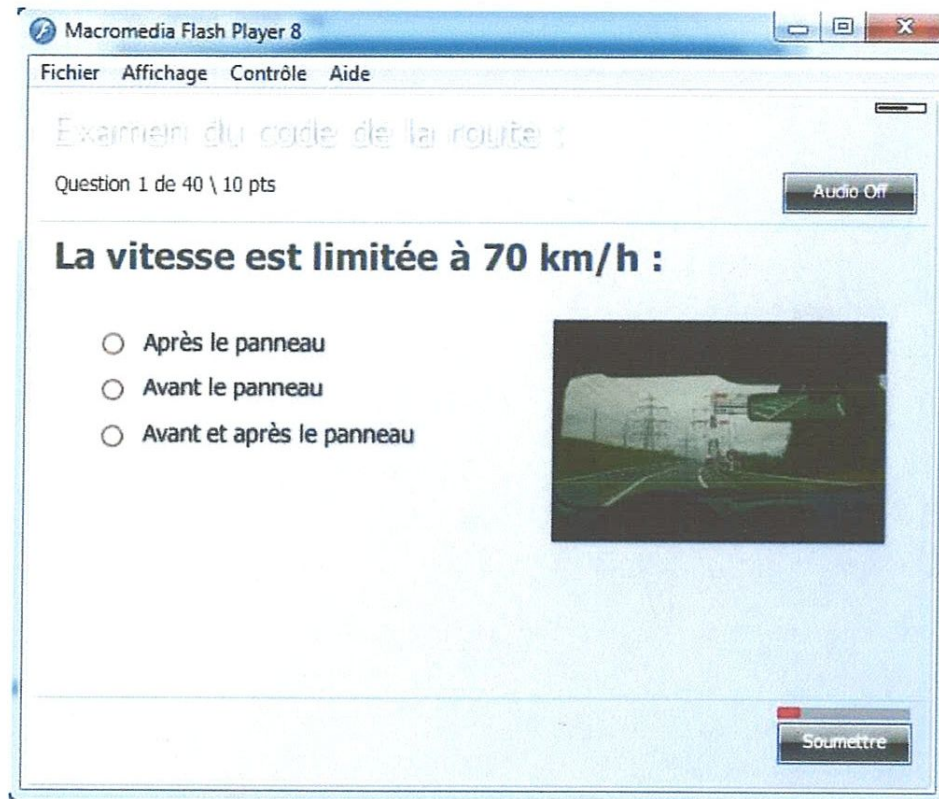 Macromedia Flash Player 8
Fichier Affichage Contrôle Aide
Examen du code de la route :
Question 1 de 40 \ 10 pts
Audio Off
La vitesse est limitée à 70 km/h :
Après le panneau
Avant le panneau
Avant et après le panneau
Soumettre